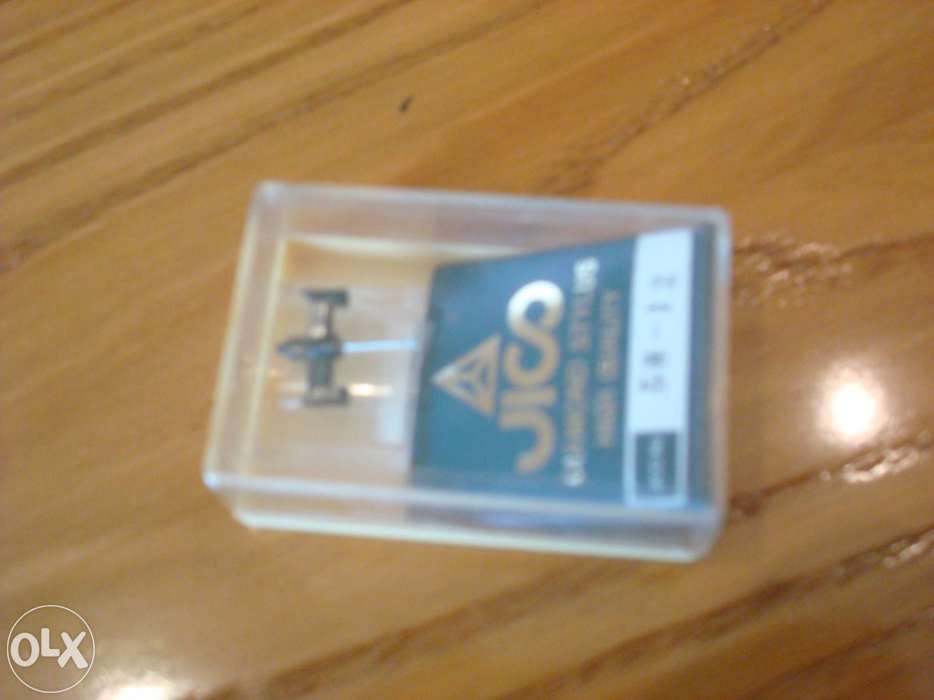 JICO
DIAMOND STYLUS
HIGH QUALITY
58-12
OLX